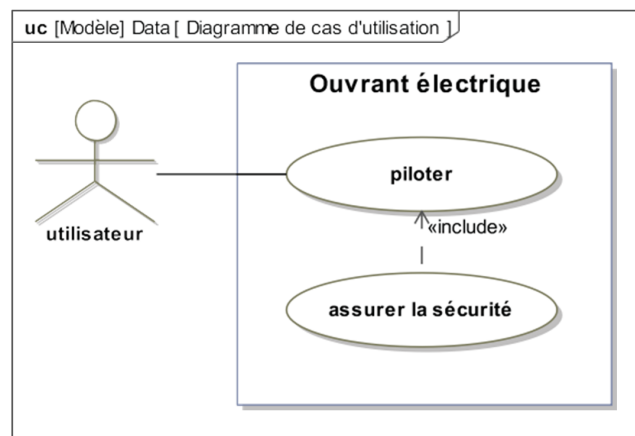 uc [Modèle] Data [ Diagramme de cas d'utilisation ]
Ouvrant électrique
piloter
utilisateur
«include»
assurer la sécurité